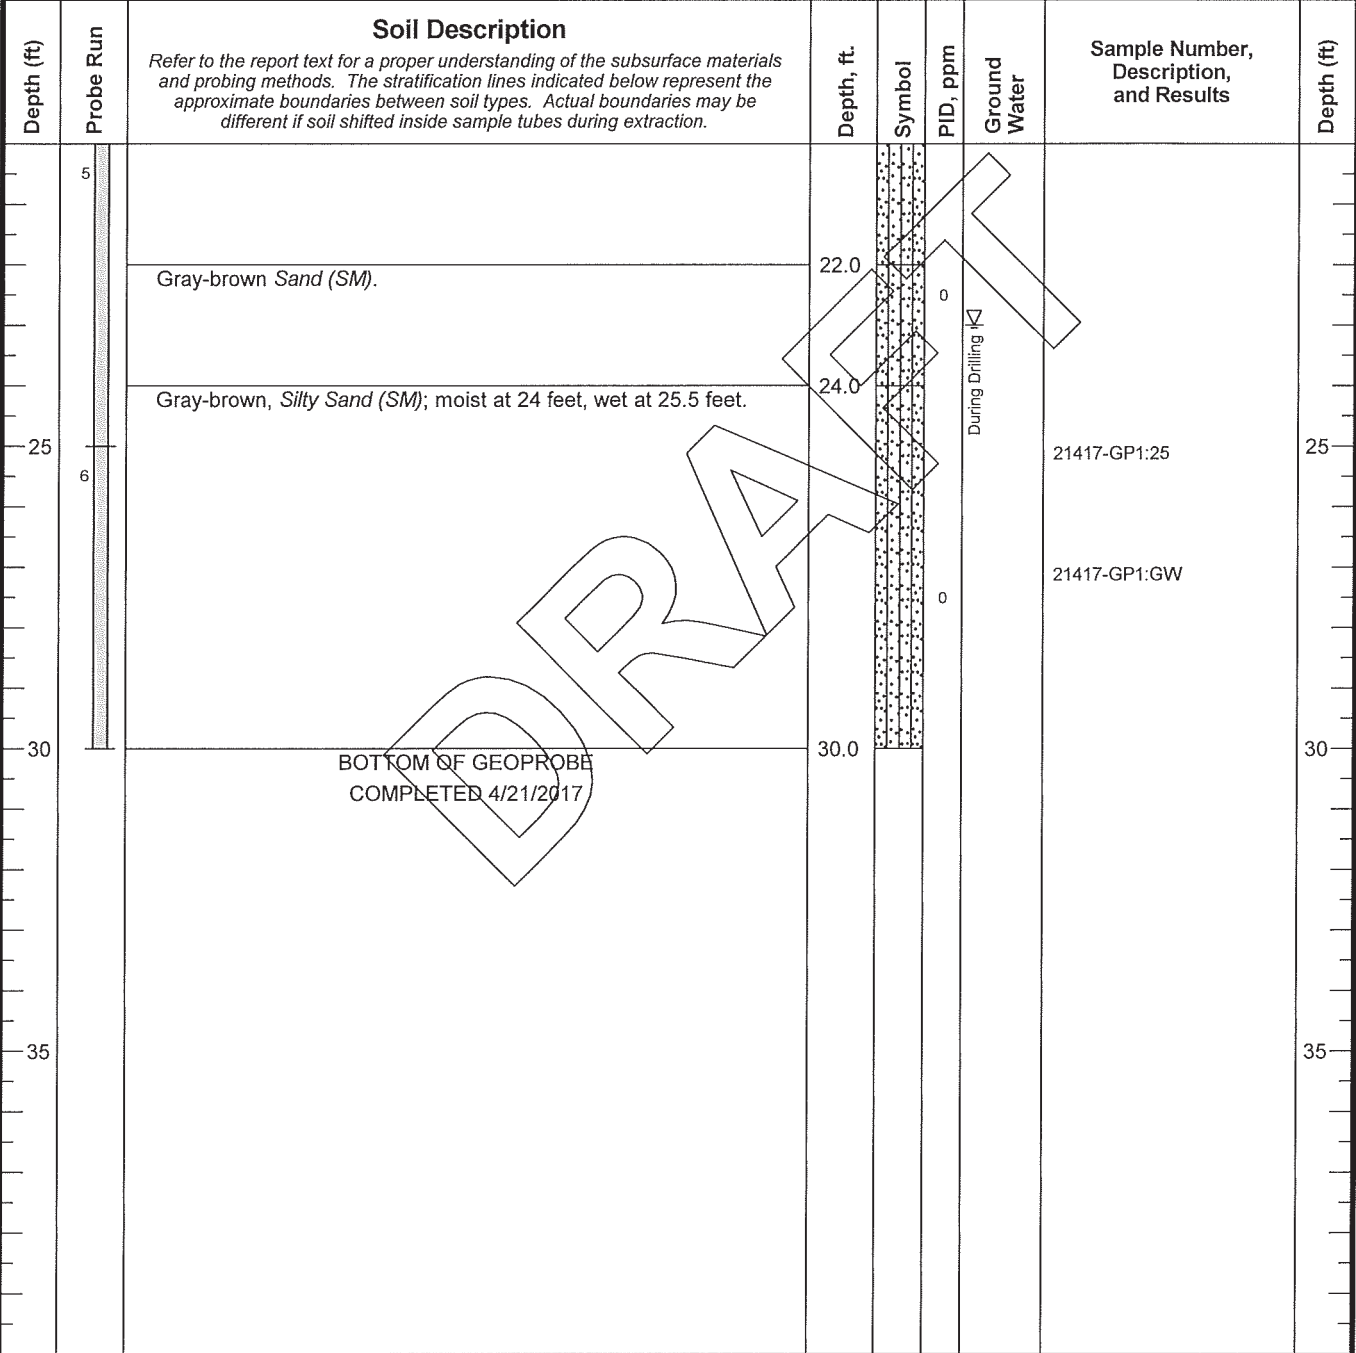 Depth (ft)
Probe Run
Soil Description
Refer to the report text for a proper understanding of the subsurface materials
and probing methods. The stratification lines indicated below represent the
approximate boundaries between soil types. Actual boundaries may be
different if soil shifted inside sample tubes during extraction.
Depth, ft.
Symbol
PID, ppm
Ground
Water
Sample Number,
Description,
and Results
Depth (ft)
5
22.0
Gray-brown Sand (SM).
0
During Drilling
24.0
Gray-brown, Silty Sand (SM); moist at 24 feet, wet at 25.5 feet.
25
21417-GP1:25
25
6
21417-GP1:GW
0
30
30.0
30
BOTTOM OF GEOPROBE
COMPLETED 4/21/2017
35
35
DRAFT